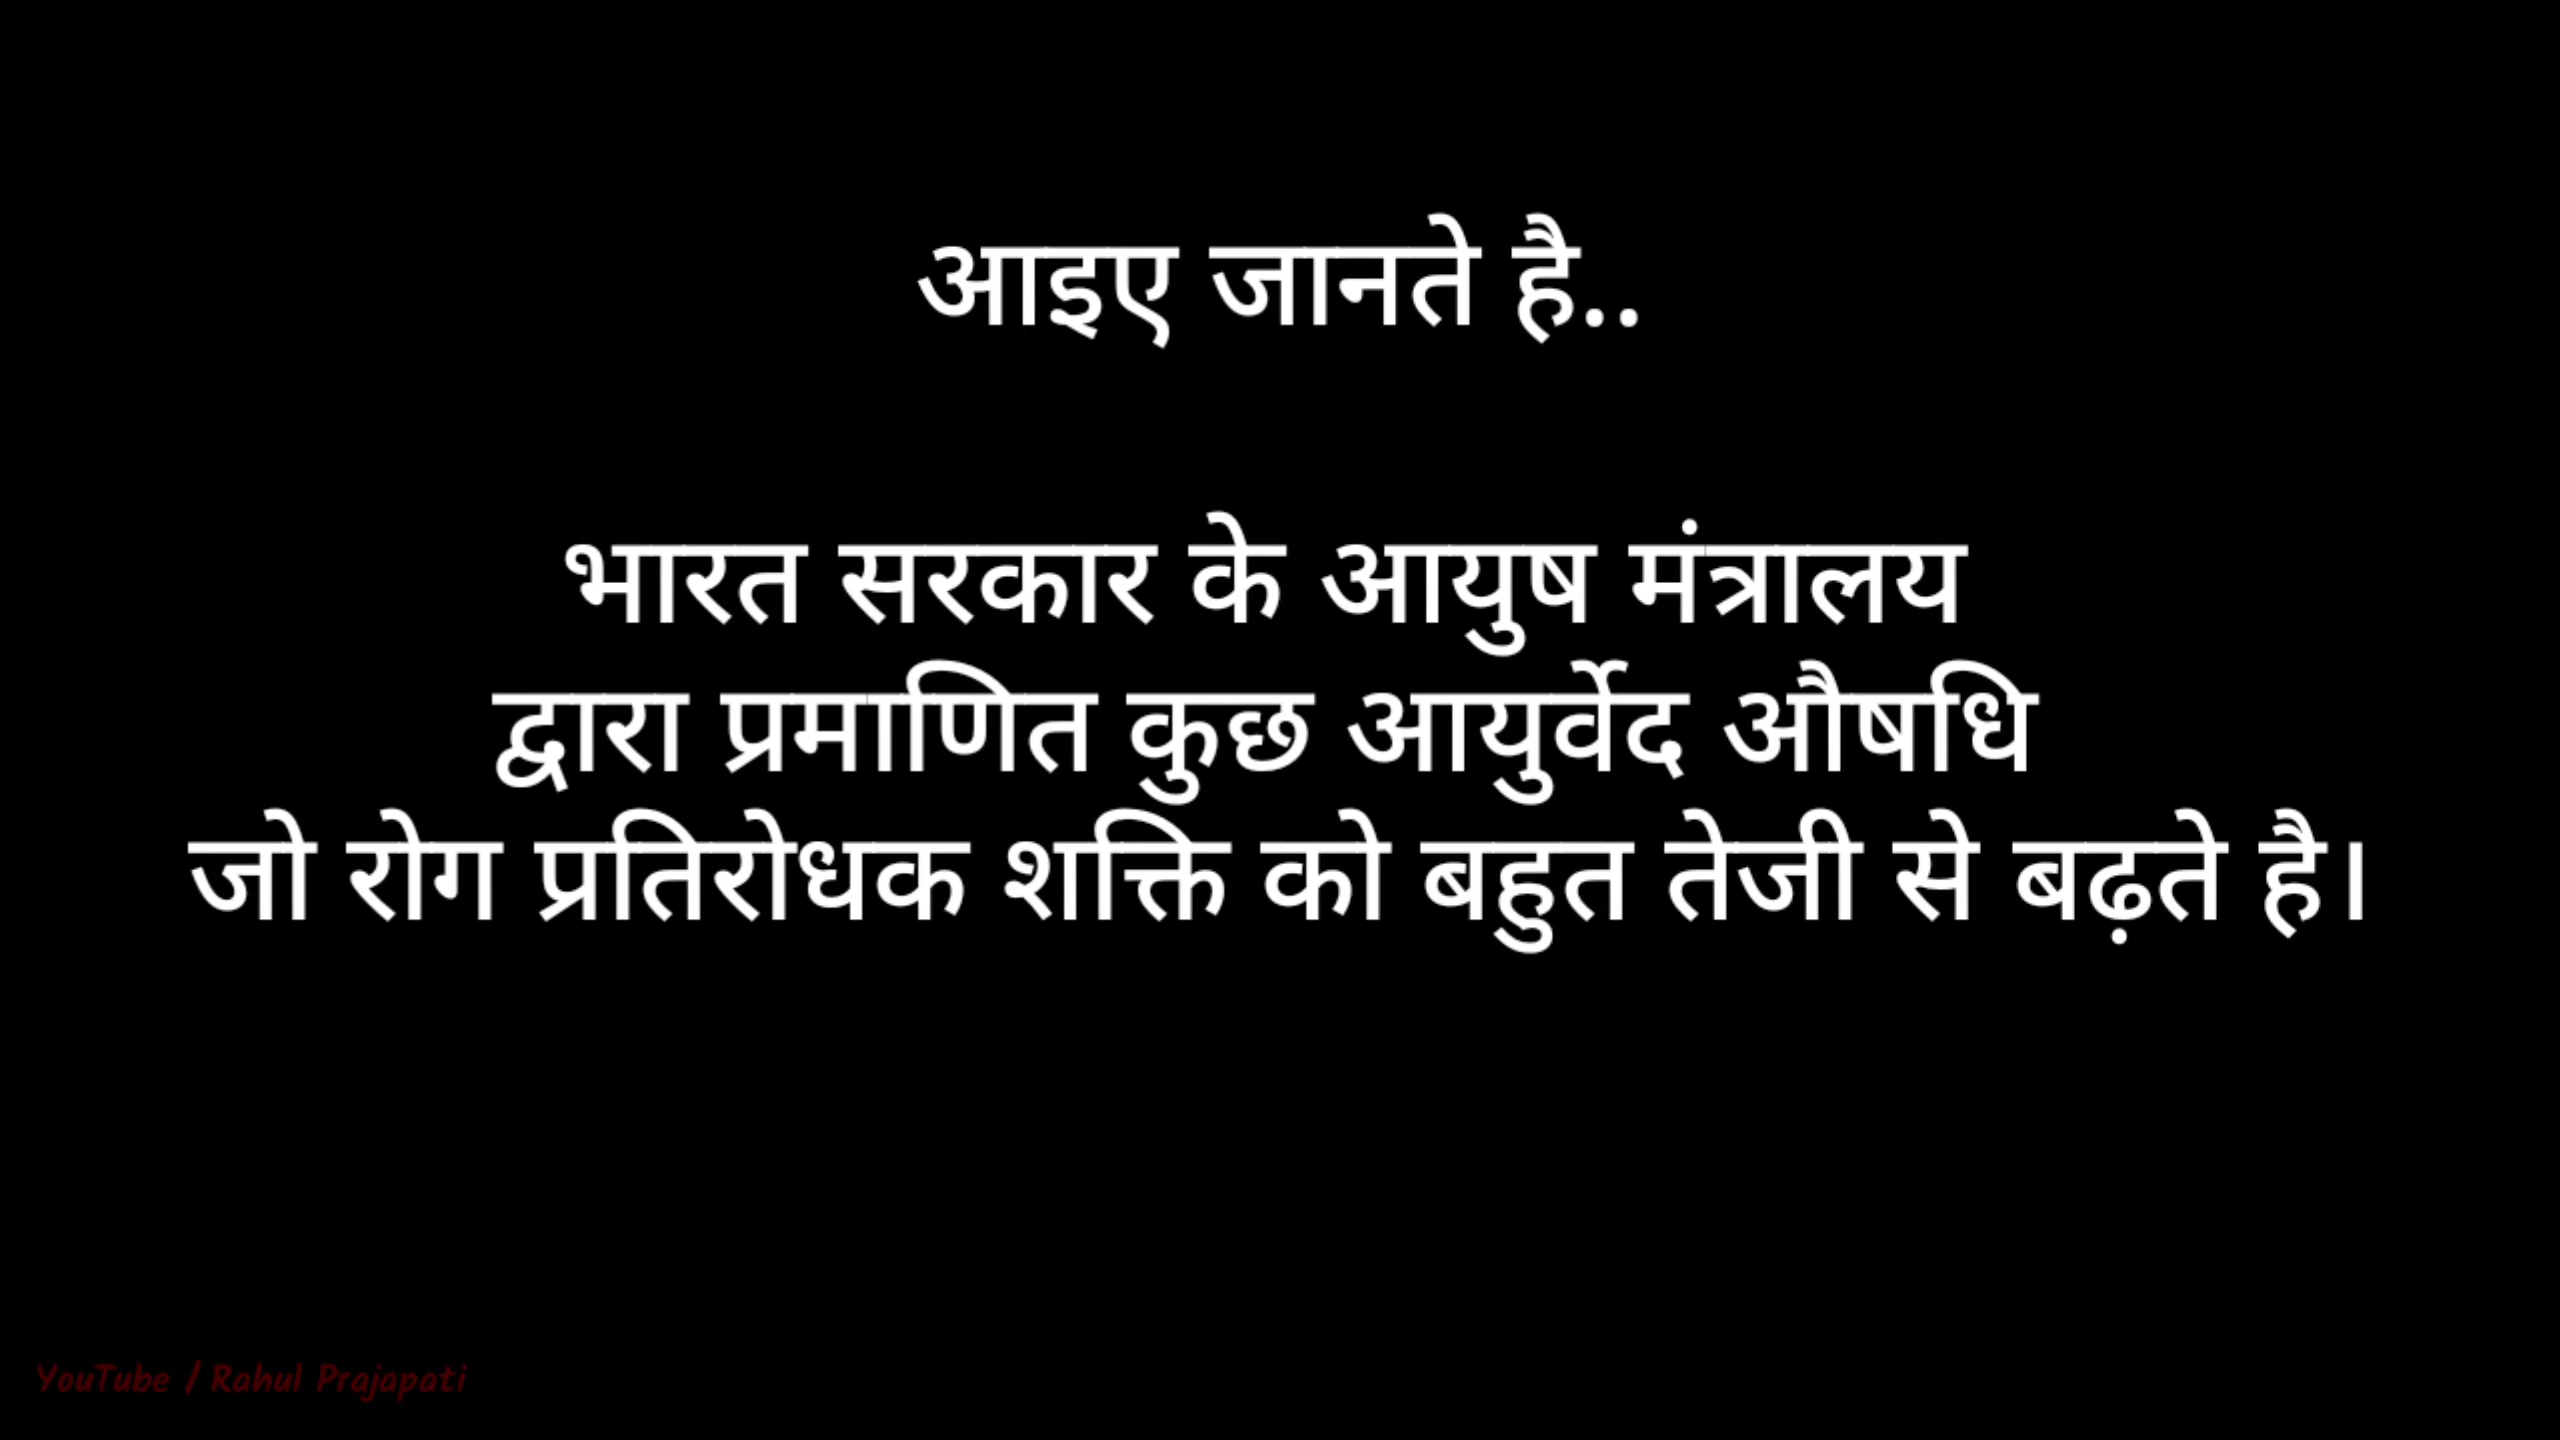 आइए जानते है..
भारत सरकार के आयुष मंत्रालय
द्वारा प्रमाणित कुछ आयुर्वेद औषधि
जो रोग प्रतिरोधक शक्ति को बहुत तेजी से बढ़ते है।
YouTube / Rahul Prajapati